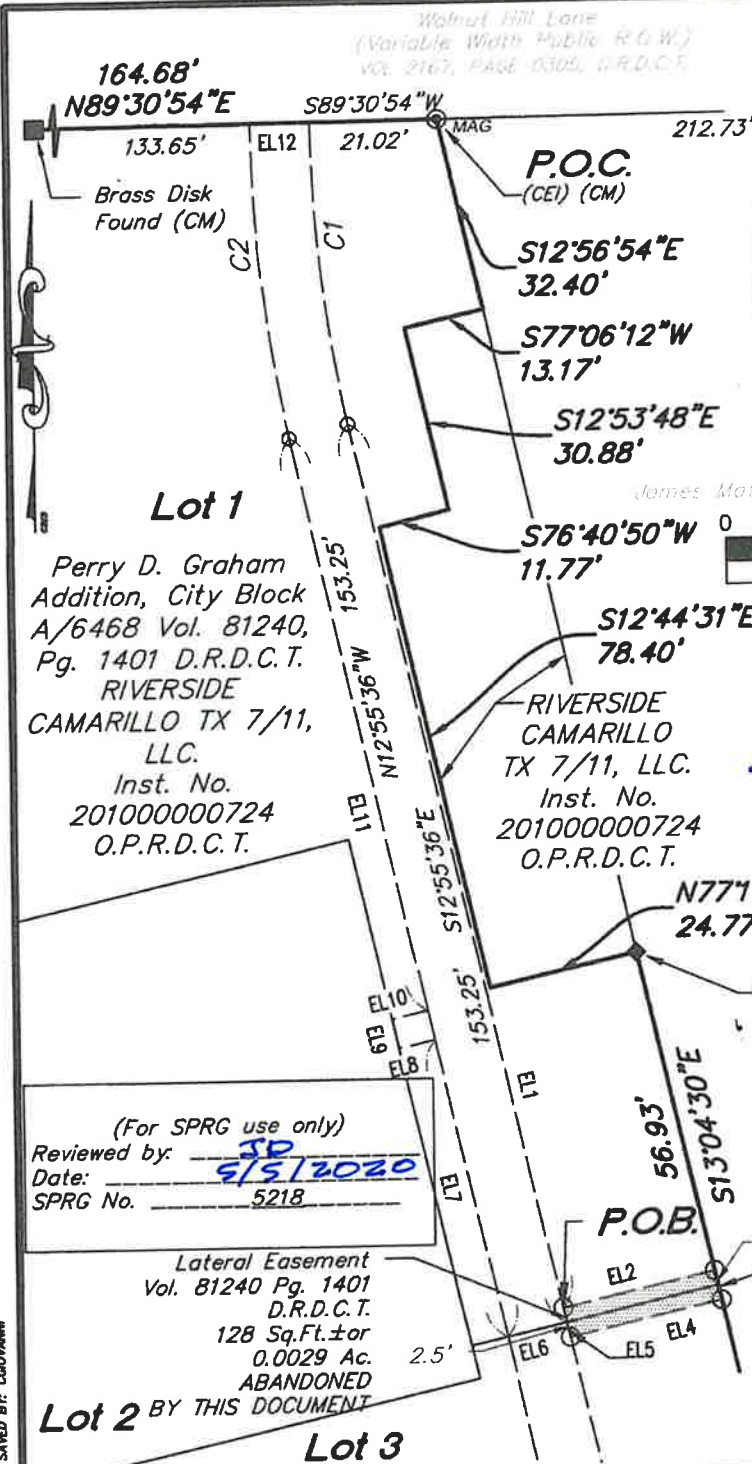 Walnut Hill Lane
(Variable Width Public R.O.W.)
VOL. 2167, PAGE 0305, D.R.D.C.T.
164.68'
N89°30'54"E
S89°30'54"W
133.65'
EL12
21.02'
MAG
212.73'
P.O.C.
(CEI) (CM)
Brass Disk
Found (CM)
C2
C1
S12°56'54"E
32.40'
S77°06'12"W
13.17'
S12°53'48"E
30.88'
James
0
Lot 1
S76°40'50"W
11.77'
Perry D. Graham
Addition, City Block
A/6468 Vol. 81240,
Pg. 1401 D.R.D.C.T.
RIVERSIDE
CAMARILLO TX 7/11,
LLC.
Inst. No.
201000000724
O.P.R.D.C.T.
153.25'
N12°55'36"W
EL11
S12°44'31"E
78.40'
RIVERSIDE
CAMARILLO
TX 7/11, LLC.
Inst. No.
201000000724
O.P.R.D.C.T.
S12°55'36"E
153.25'
N77°1
24.77
EL10
EL9
EL8
EL1
EL7
56.93'
S13°04'30"E
(For SPRG use only)
Reviewed by: JD
Date: 5/5/2020
SPRG No. 5218
P.O.B.
EL2
EL4
EL5
EL6
2.5'
Lateral Easement
Vol. 81240 Pg. 1401
D.R.D.C.T.
128 Sq.Ft.±or
0.0029 Ac.
ABANDONED
BY THIS DOCUMENT
Lot 2
Lot 3
SAVED BY: